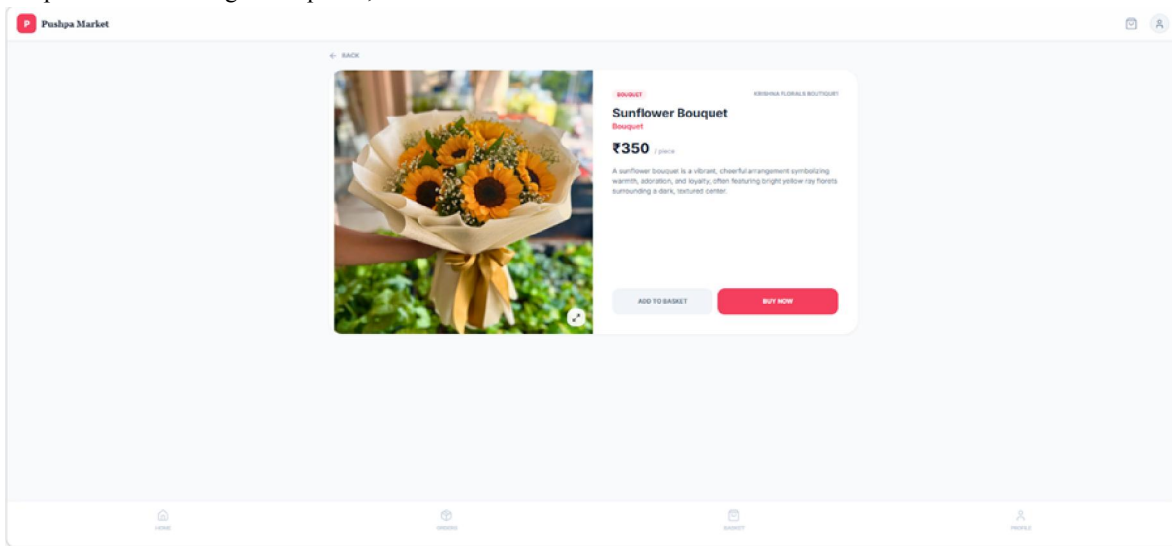 P Pushpa Market
← BACK
BOUQUET
KRISHNA FLORALS BOUTIQUE1
Sunflower Bouquet
Bouquet
₹350 / piece
A sunflower bouquet is a vibrant, cheerful arrangement symbolizing
warmth, adoration, and loyalty, often featuring bright yellow ray florets
surrounding a dark, textured center.
ADD TO BASKET
BUY NOW
HOME
ORDERS
BASKET
PROFILE